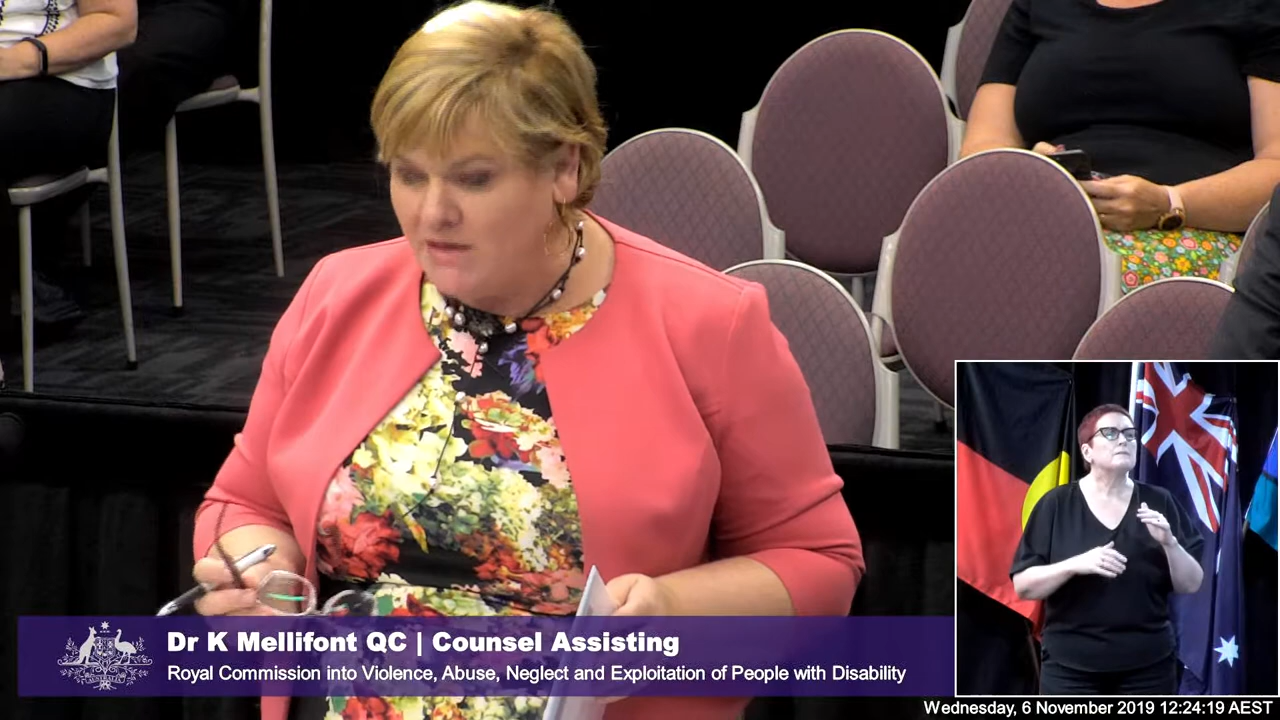 Dr K Mellifont QC | Counsel Assisting
Royal Commission into Violence, Abuse, Neglect and Exploitation of People with Disability
Wednesday, 6 November 2019 12:24:19 AEST